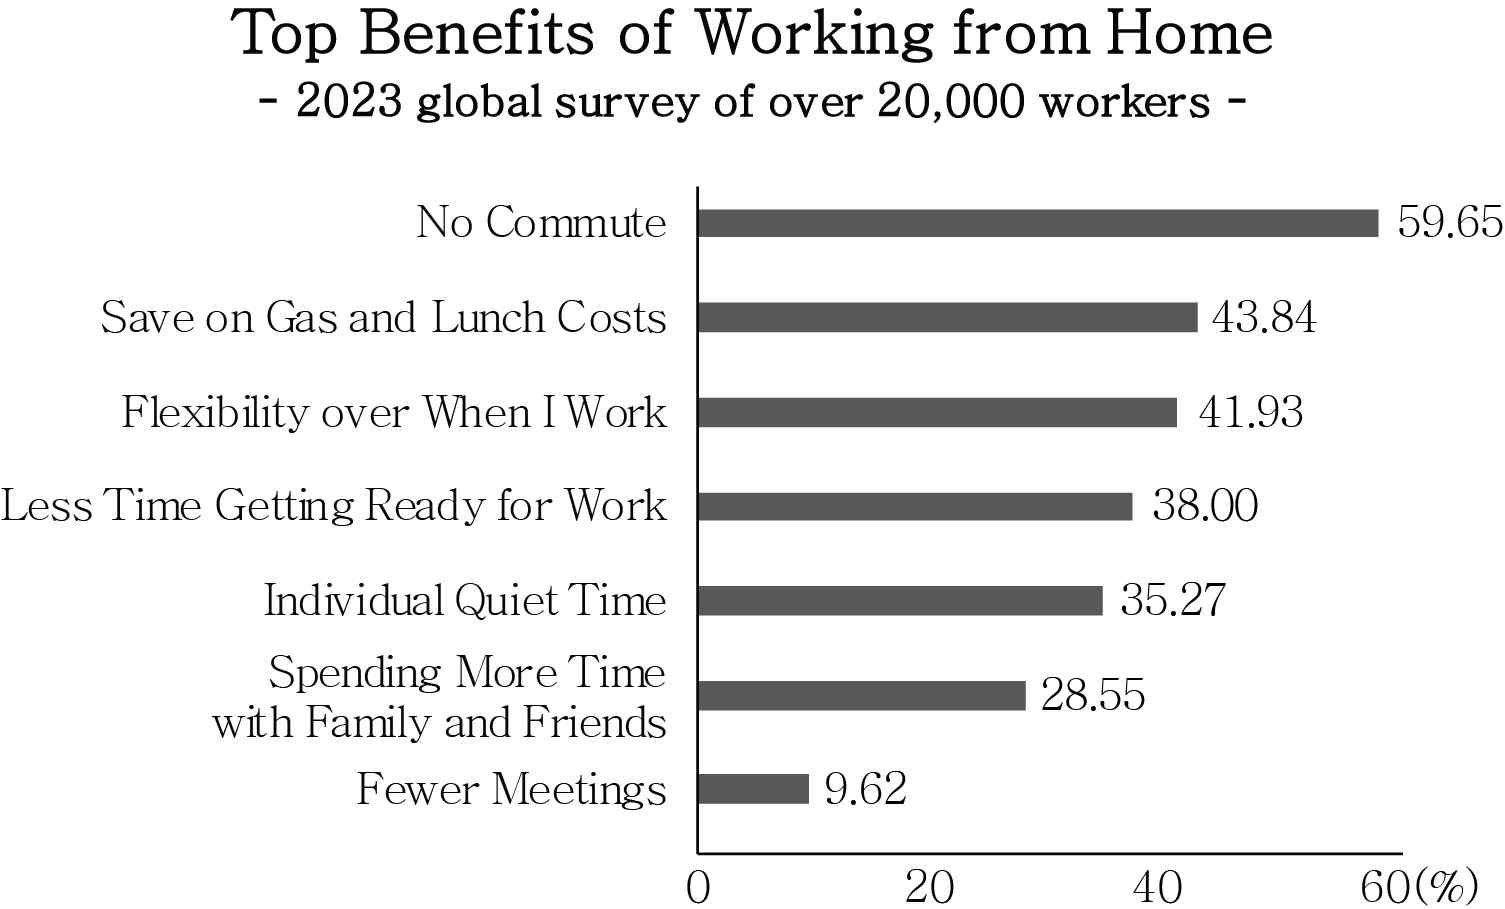 Top Benefits of Working from Home
- 2023 global survey of over 20,000 workers -
No Commute 59.65
Save on Gas and Lunch Costs 43.84
Flexibility over When I Work 41.93
Less Time Getting Ready for Work 38.00
Individual Quiet Time 35.27
Spending More Time
with Family and Friends 28.55
Fewer Meetings 9.62
0 20 40 60(%)